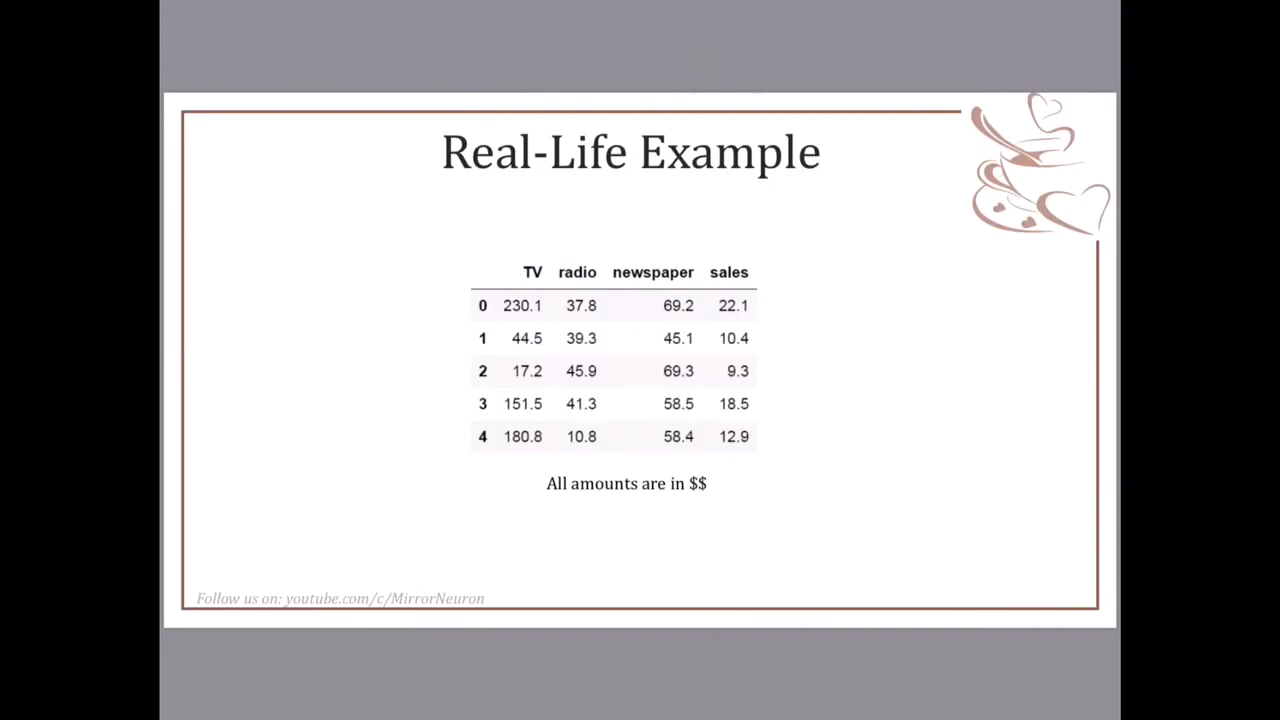 Real-Life Example
TV radio newspaper sales
0 230.1 37.8 69.2 22.1
1 44.5 39.3 45.1 10.4
2 17.2 45.9 69.3 9.3
3 151.5 41.3 58.5 18.5
4 180.8 10.8 58.4 12.9
All amounts are in $$
Follow us on: youtube.com/c/MirrorNeuron